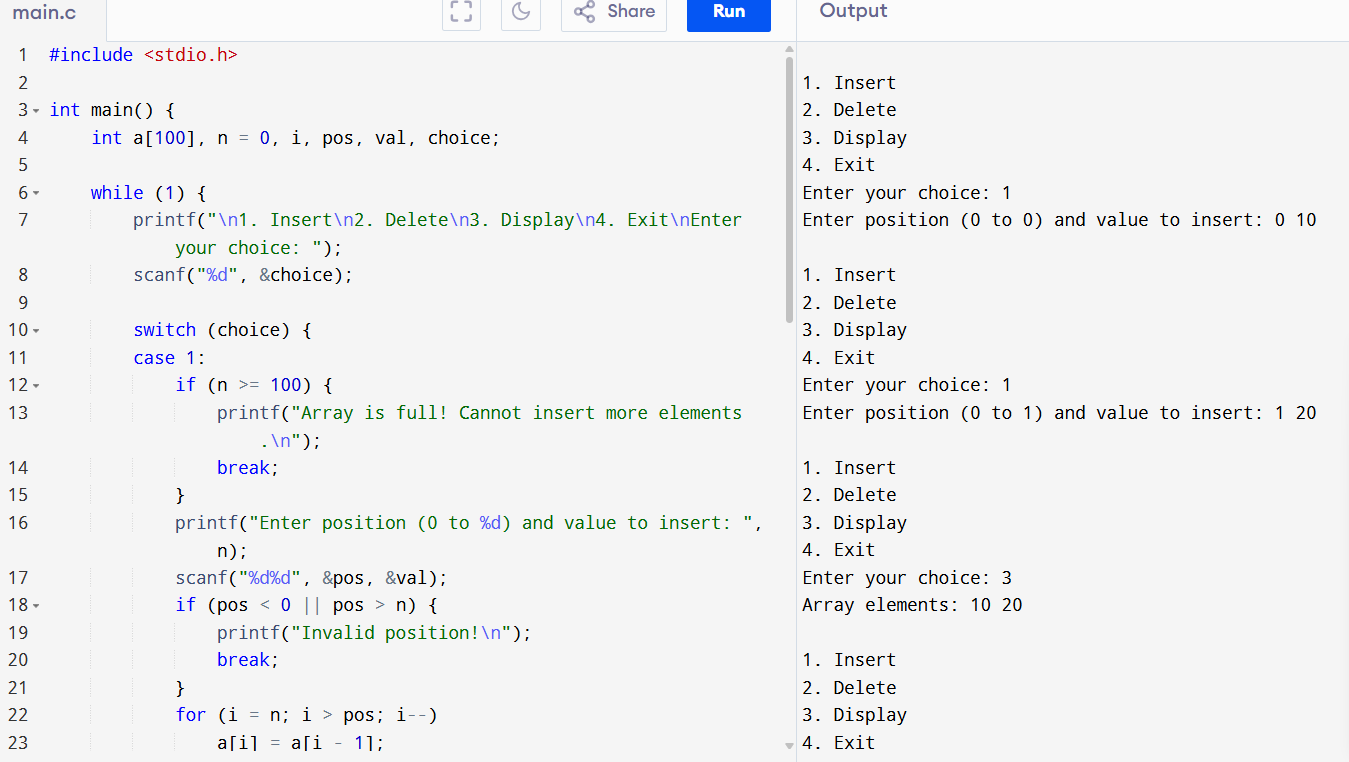 main.c
Share
Run
Output
1 #include <stdio.h>
2
3 int main() {
4 int a[100], n = 0, i, pos, val, choice;
5
6 while (1) {
7 printf("\n1. Insert\n2. Delete\n3. Display\n4. Exit\nEnter
your choice: ");
8 scanf("%d", &choice);
9
10 switch (choice) {
11 case 1:
12 if (n >= 100) {
13 printf("Array is full! Cannot insert more elements
.\n");
14 break;
15 }
16 printf("Enter position (0 to %d) and value to insert: ",
n);
17 scanf("%d%d", &pos, &val);
18 if (pos < 0 || pos > n) {
19 printf("Invalid position!\n");
20 break;
21 }
22 for (i = n; i > pos; i--)
23 a[i] = a[i - 1];
1. Insert
2. Delete
3. Display
4. Exit
Enter your choice: 1
Enter position (0 to 0) and value to insert: 0 10
1. Insert
2. Delete
3. Display
4. Exit
Enter your choice: 1
Enter position (0 to 1) and value to insert: 1 20
1. Insert
2. Delete
3. Display
4. Exit
Enter your choice: 3
Array elements: 10 20
1. Insert
2. Delete
3. Display
4. Exit